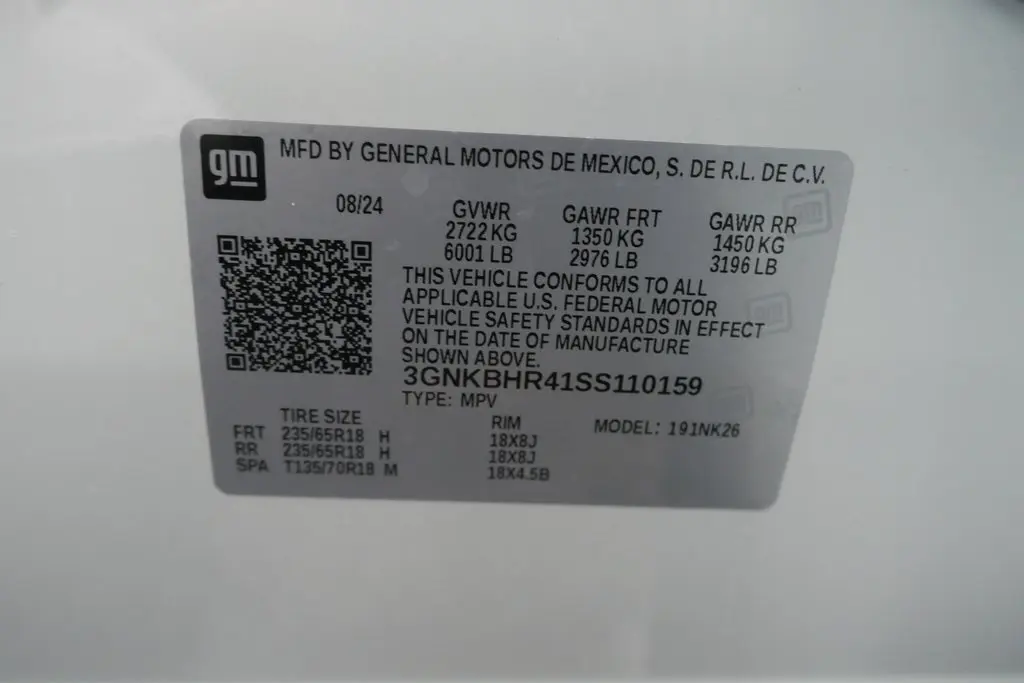 gm
MFD BY GENERAL MOTORS DE MEXICO, S. DE R.L. DE C.V.
08/24
GVWR GAWR FRT GAWR RR
2722 KG 1350 KG 1450 KG
6001 LB 2976 LB 3196 LB
THIS VEHICLE CONFORMS TO ALL
APPLICABLE U.S. FEDERAL MOTOR
VEHICLE SAFETY STANDARDS IN EFFECT
ON THE DATE OF MANUFACTURE
SHOWN ABOVE.
3GNKBHR41SS110159
TYPE: MPV
TIRE SIZE RIM MODEL: 191NK26
FRT 235/65R18 H 18X8J
RR 235/65R18 H 18X8J
SPA T135/70R18 M 18X4.5B